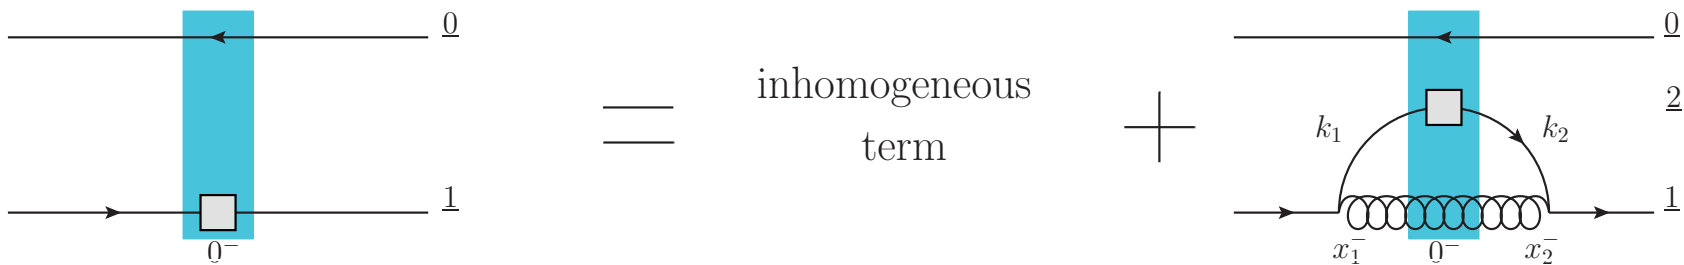 0
1
0⁻
=
inhomogeneous
term
+
0
2
k₁
k₂
1
x₁⁻
0⁻
x₂⁻